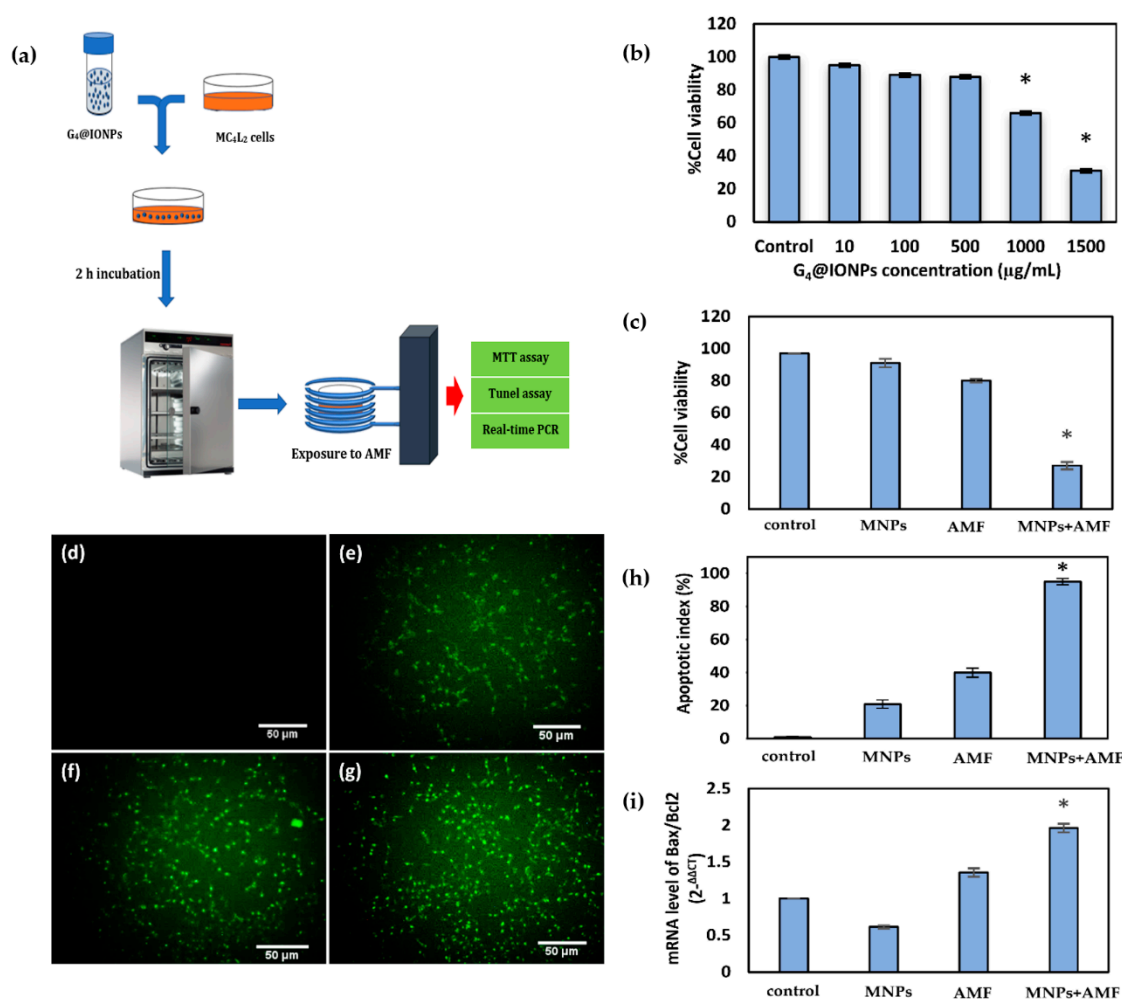 (a)
G₄@IONPs
MC₄L₂ cells
2 h incubation
Exposure to AMF
MTT assay
Tunel assay
Real-time PCR
(b)
%Cell viability
120
100
80
60
40
20
0
*
*
Control 10 100 500 1000 1500
G₄@IONPs concentration (µg/mL)
(c)
%Cell viability
120
100
80
60
40
20
0
*
control MNPs AMF MNPs+AMF
(d)
50 µm
(e)
50 µm
(f)
50 µm
(g)
50 µm
(h)
Apoptotic index (%)
100
80
60
40
20
0
*
control MNPs AMF MNPs+AMF
(i)
mRNA level of Bax/Bcl2
(2-ΔΔCT)
2.5
2
1.5
1
0.5
0
*
control MNPs AMF MNPs+AMF